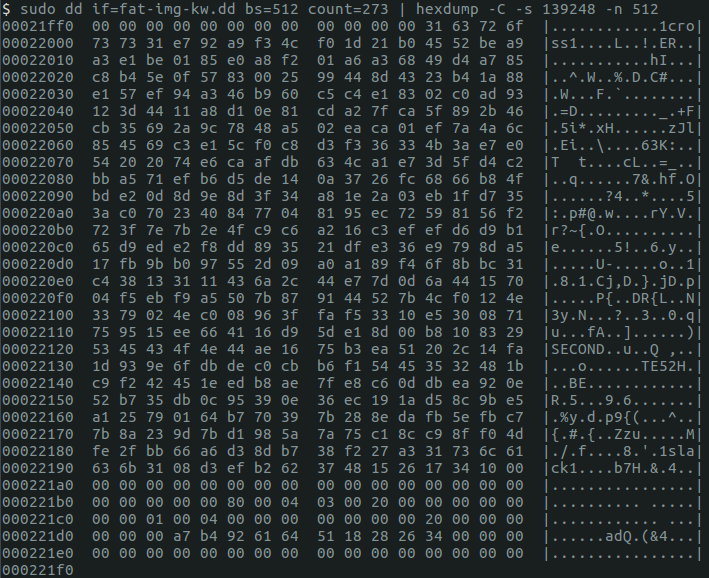 $ sudo dd if=fat-img-kw.dd bs=512 count=273 | hexdump -C -s 139248 -n 512
00021ff0  00 00 00 00 00 00 00 00  00 00 00 00 31 63 72 6f  |............1cro|
00022000  73 73 31 e7 92 a9 f3 4c  f0 1d 21 b0 45 52 be a9  |ss1....L..!.ER..|
00022010  a3 e1 be 01 85 e0 a8 f2  01 a6 a3 68 49 d4 a7 85  |...........hI...|
00022020  c8 b4 5e 0f 57 83 00 25  99 44 8d 43 23 b4 1a 88  |..^.W..%.D.C#...|
00022030  e1 57 ef 94 a3 46 b9 60  c5 c4 e1 83 02 c0 ad 93  |.W...F.`........|
00022040  12 3d 44 11 a8 d1 0e 81  cd a2 7f ca 5f 89 2b 46  |.=D........._.+F|
00022050  cb 35 69 2a 9c 78 48 a5  02 ea ca 01 ef 7a 4a 6c  |.5i*.xH......zJl|
00022060  85 45 69 c3 e1 5c f0 c8  d3 f3 36 33 4b 3a e7 e0  |.Ei..\....63K:..|
00022070  54 20 20 74 e6 ca af db  63 4c a1 e7 3d 5f d4 c2  |T  t....cL..=_..|
00022080  bb a5 71 ef b6 d5 de 14  0a 37 26 fc 68 66 b8 4f  |..q......7&.hf.O|
00022090  bd e2 0d 8d 9e 8d 3f 34  a8 1e 2a 03 eb 1f d7 35  |......?4..*....5|
000220a0  3a c0 70 23 40 84 77 04  81 95 ec 72 59 81 56 f2  |:.p#@.w....rY.V.|
000220b0  72 3f 7e 7b 2e 4f c9 c6  a2 16 c3 ef ef d6 d9 b1  |r?~{.O..........|
000220c0  65 d9 ed e2 f8 dd 89 35  21 df e3 36 e9 79 8d a5  |e......5!..6.y..|
000220d0  17 fb 9b b0 97 55 2d 09  a0 a1 89 f4 6f 8b bc 31  |.....U-.....o..1|
000220e0  c4 38 13 31 11 43 6a 2c  44 e7 7d 0d 6a 44 15 70  |.8.1.Cj,D.}.jD.p|
000220f0  04 f5 eb f9 a5 50 7b 87  91 44 52 7b 4c f0 12 4e  |.....P{..DR{L..N|
00022100  33 79 02 4e c0 08 96 3f  fa f5 33 10 e5 30 08 71  |3y.N...?..3..0.q|
00022110  75 95 15 ee 66 41 16 d9  5d e1 8d 00 b8 10 83 29  |u...fA..]......)|
00022120  53 45 43 4f 4e 44 ae 16  75 b3 ea 51 20 2c 14 fa  |SECOND..u..Q ,..|
00022130  1d 93 9e 6f db de c0 cb  b6 f1 54 45 35 32 48 1b  |...o......TE52H.|
00022140  c9 f2 42 45 1e ed b8 ae  7f e8 c6 0d db ea 92 0e  |..BE............|
00022150  52 b7 35 db 0c 95 39 0e  36 ec 19 1a d5 8c 9b e5  |R.5...9.6.......|
00022160  a1 25 79 01 64 b7 70 39  7b 28 8e da fb 5e fb c7  |.%y.d.p9{(...^..|
00022170  7b 8a 23 9d 7b d1 98 5a  7a 75 c1 8c c9 8f f0 4d  |{.#.{..Zzu.....M|
00022180  fe 2f bb 66 a6 d3 8d b7  38 f2 27 a3 31 73 6c 61  |./.f....8.'.1sla|
00022190  63 6b 31 08 d3 ef b2 62  37 48 15 26 17 34 10 00  |ck1....b7H.&.4..|
000221a0  00 00 00 00 00 00 00 00  00 00 00 00 00 00 00 00  |................|
000221b0  00 00 00 00 00 80 00 04  03 00 20 00 00 00 00 00  |.......... .....|
000221c0  00 00 01 00 04 00 00 00  00 00 00 00 20 00 00 00  |............ ...|
000221d0  00 00 00 a7 b4 92 61 64  51 18 28 26 34 00 00 00  |......adQ.(&4...|
000221e0  00 00 00 00 00 00 00 00  00 00 00 00 00 00 00 00  |................|
000221f0